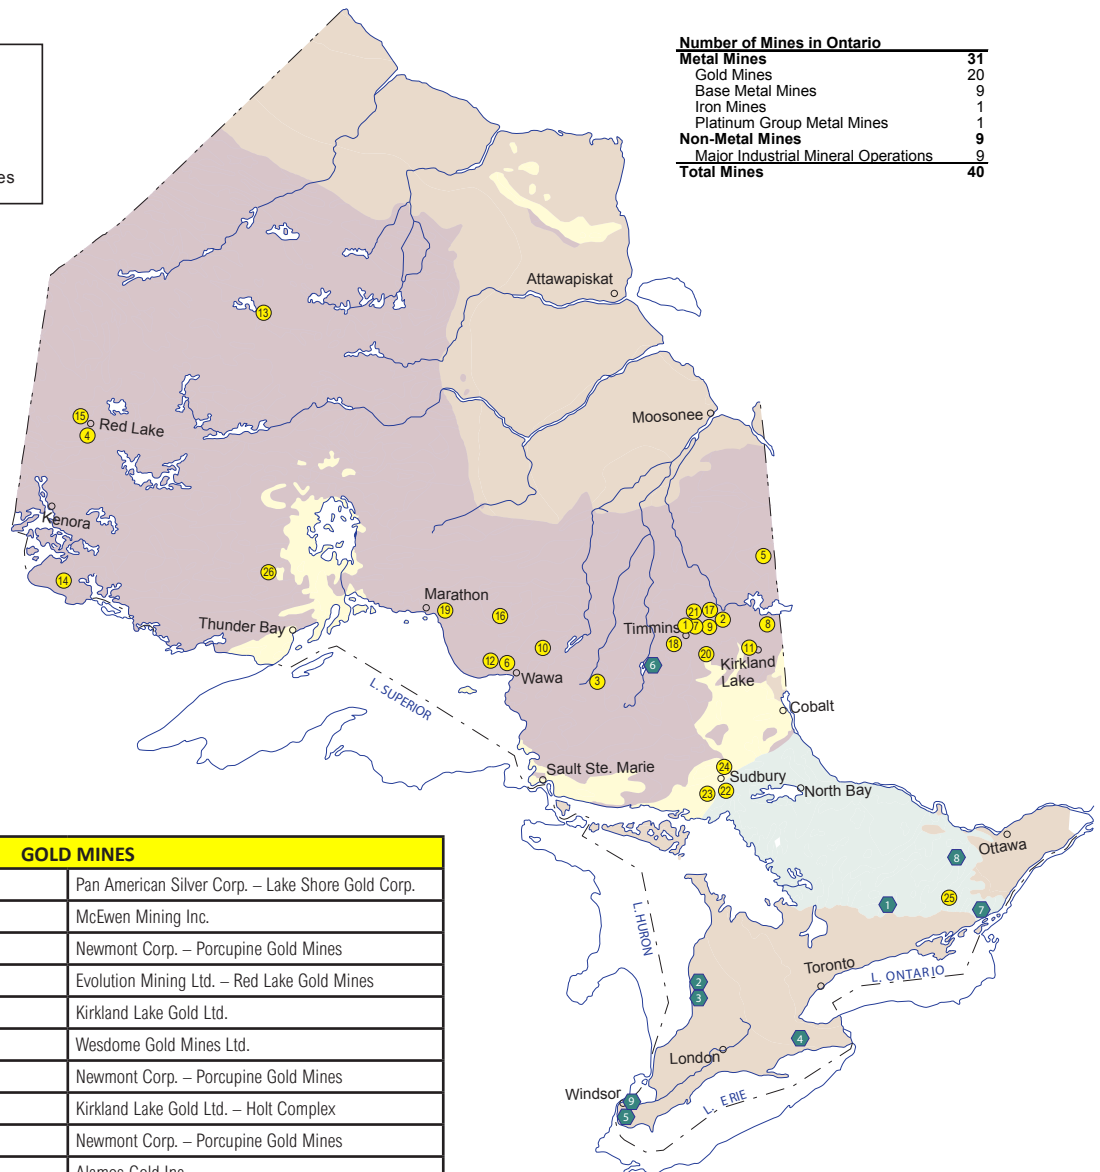 es
Number of Mines in Ontario
Metal Mines 31
Gold Mines 20
Base Metal Mines 9
Iron Mines 1
Platinum Group Metal Mines 1
Non-Metal Mines 9
Major Industrial Mineral Operations 9
Total Mines 40
Attawapiskat
13
Moosonee
15
Red Lake
4
Kenora
5
14
26
Marathon
19
16
Thunder Bay
21
17
2
Timmins
1
7
9
8
18
20
11
Kirkland
Lake
10
12
6
Wawa
3
6
L. SUPERIOR
Cobalt
Sault Ste. Marie
24
Sudbury
23
22
North Bay
Ottawa
8
25
1
7
L. HURON
Toronto
L. ONTARIO
2
3
4
London
Windsor
9
5
L. ERIE
GOLD MINES
Pan American Silver Corp. – Lake Shore Gold Corp.
McEwen Mining Inc.
Newmont Corp. – Porcupine Gold Mines
Evolution Mining Ltd. – Red Lake Gold Mines
Kirkland Lake Gold Ltd.
Wesdome Gold Mines Ltd.
Newmont Corp. – Porcupine Gold Mines
Kirkland Lake Gold Ltd. – Holt Complex
Newmont Corp. – Porcupine Gold Mines
Alamos Gold Inc.